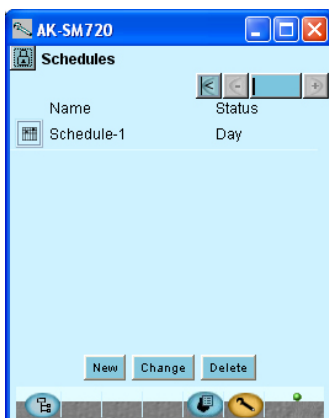 AK-SM720
Schedules
Name Status
Schedule-1 Day
New Change Delete